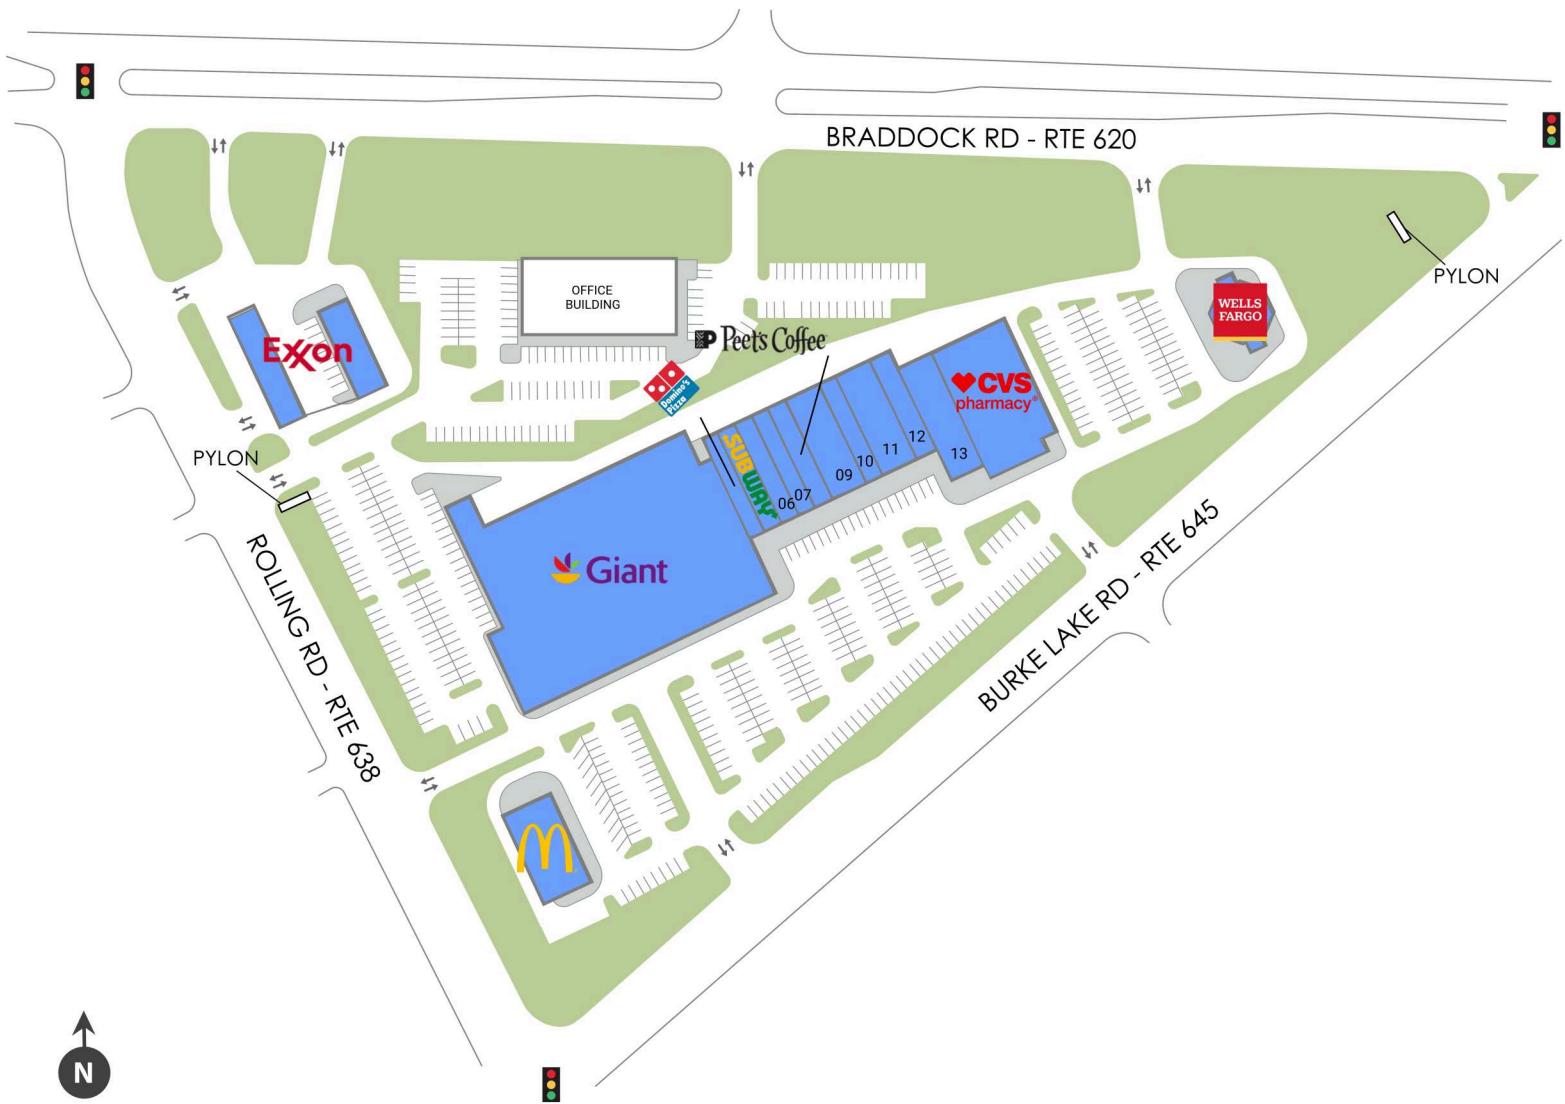 BRADDOCK RD - RTE 620
PYLON
WELLS
FARGO
OFFICE
BUILDING
Exxon
Peet's Coffee
Domino's
Pizza
CVS
pharmacy
SUBWAY
06
07
09
10
11
12
13
PYLON
Giant
ROLLING RD - RTE 638
BURKE LAKE RD - RTE 645
N